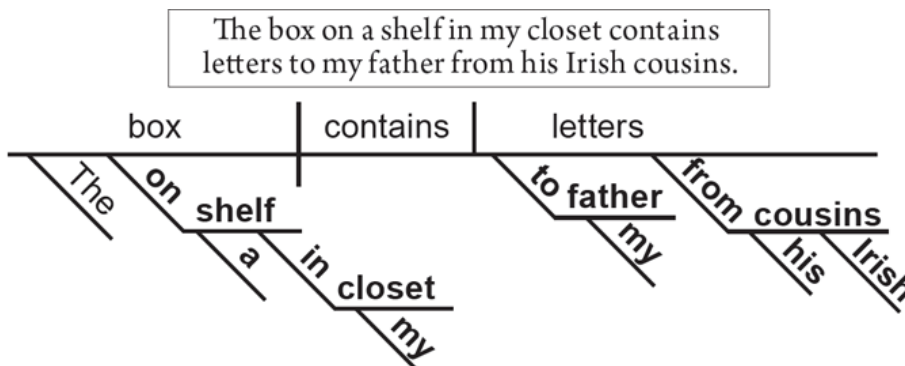 The box on a shelf in my closet contains
letters to my father from his Irish cousins.
box contains letters
The on shelf a in closet my
to father my from cousins his Irish